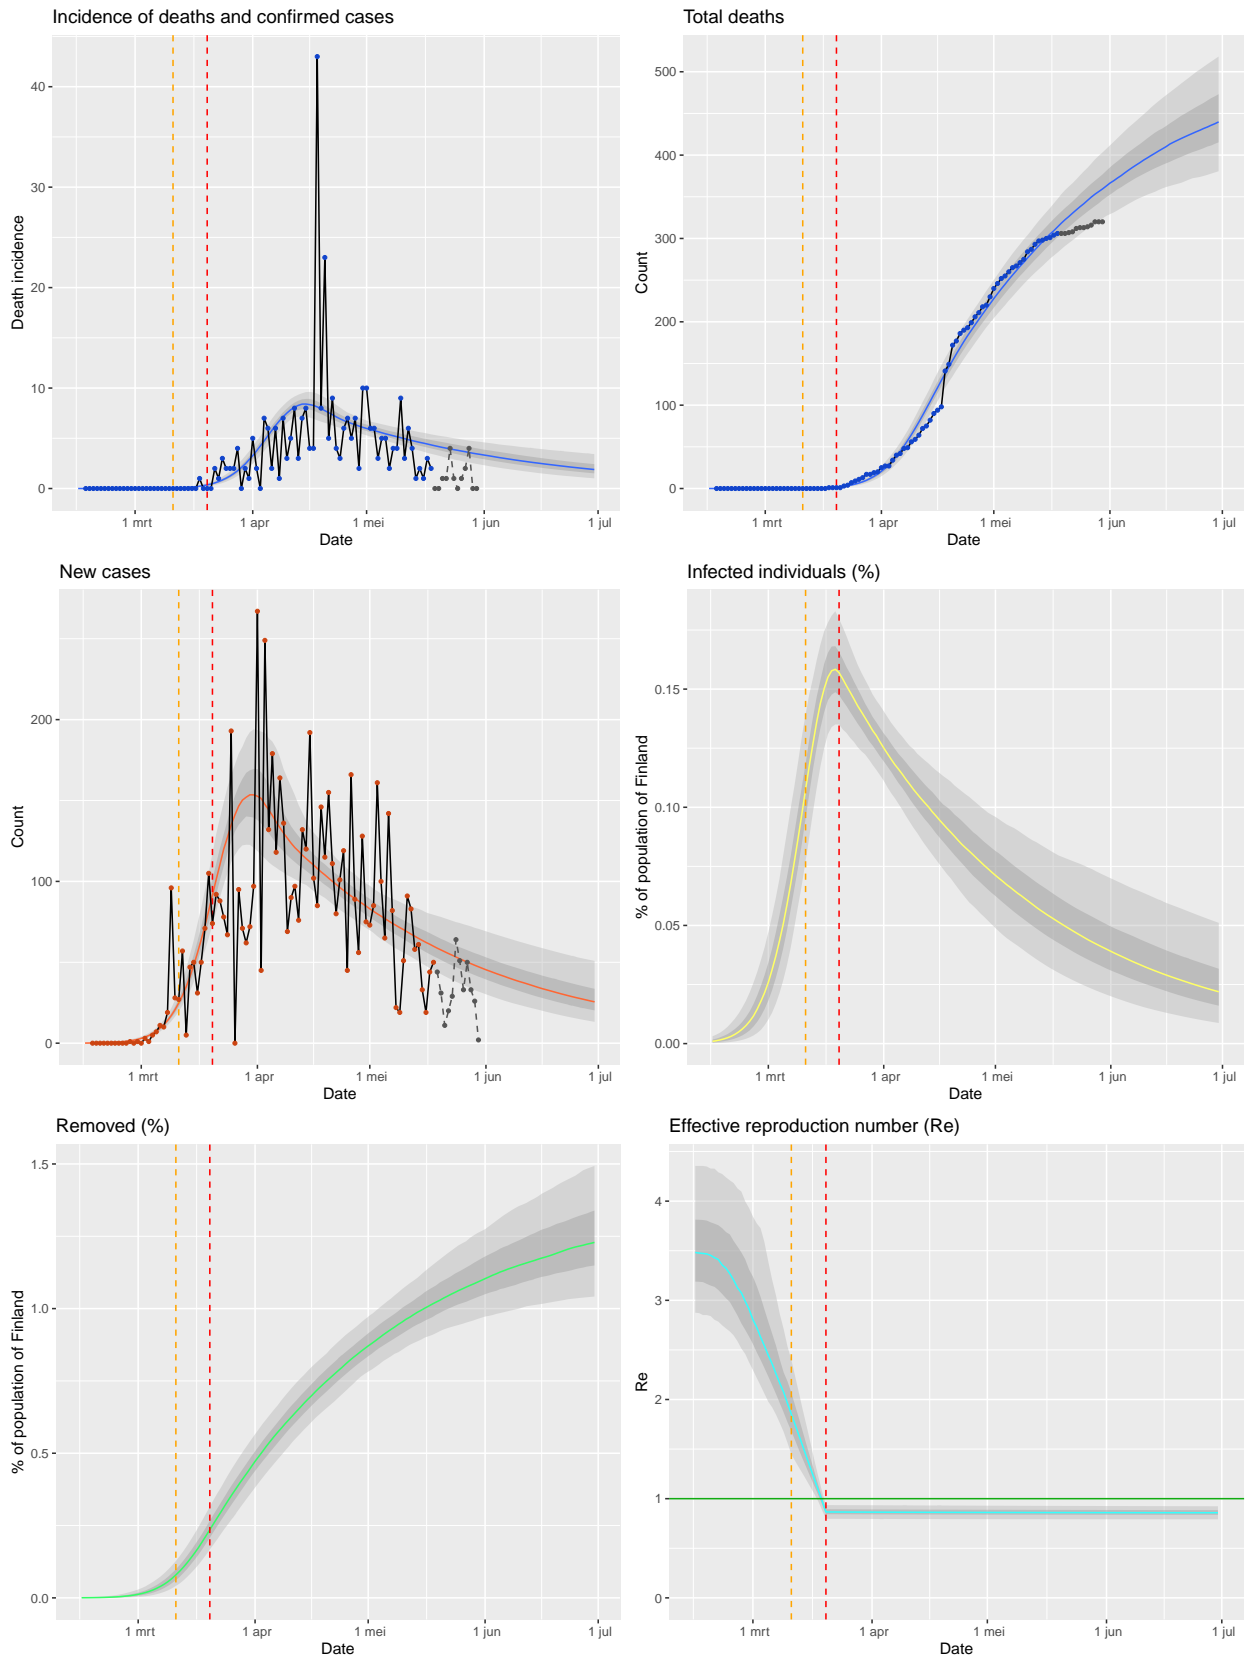 Incidence of deaths and confirmed cases
Death incidence
40
30
20
10
0
1 mrt 1 apr 1 mei 1 jun 1 jul
Date
Total deaths
Count
500
400
300
200
100
0
1 mrt 1 apr 1 mei 1 jun 1 jul
Date
New cases
Count
200
100
0
1 mrt 1 apr 1 mei 1 jun 1 jul
Date
Infected individuals (%)
% of population of Finland
0.15
0.10
0.05
0.00
1 mrt 1 apr 1 mei 1 jun 1 jul
Date
Removed (%)
% of population of Finland
1.5
1.0
0.5
0.0
1 mrt 1 apr 1 mei 1 jun 1 jul
Date
Effective reproduction number (Re)
Re
4
3
2
1
0
1 mrt 1 apr 1 mei 1 jun 1 jul
Date